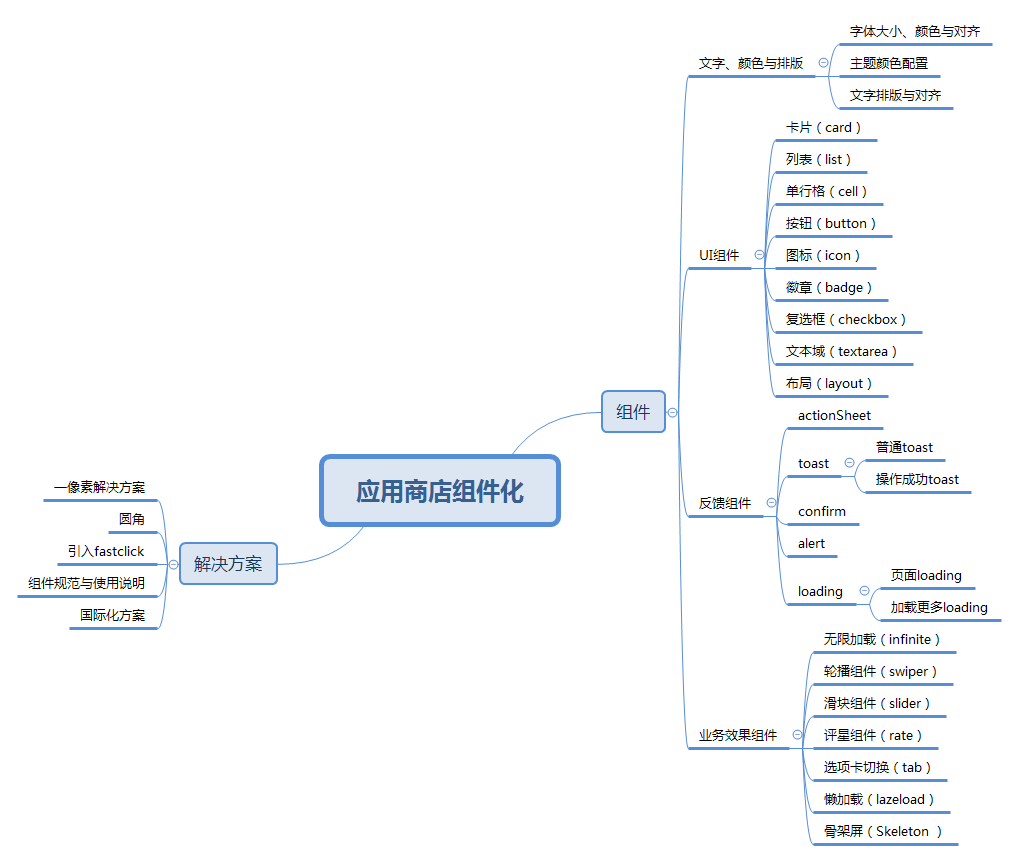 应用商店组件化
组件
文字、颜色与排版
字体大小、颜色与对齐
主题颜色配置
文字排版与对齐
UI组件
卡片（card）
列表（list）
单行格（cell）
按钮（button）
图标（icon）
徽章（badge）
复选框（checkbox）
文本域（textarea）
布局（layout）
反馈组件
actionSheet
toast
普通toast
操作成功toast
confirm
alert
loading
页面loading
加载更多loading
业务效果组件
无限加载（infinite）
轮播组件（swiper）
滑块组件（slider）
评星组件（rate）
选项卡切换（tab）
懒加载（lazeload）
骨架屏（Skeleton ）
解决方案
一像素解决方案
圆角
引入fastclick
组件规范与使用说明
国际化方案